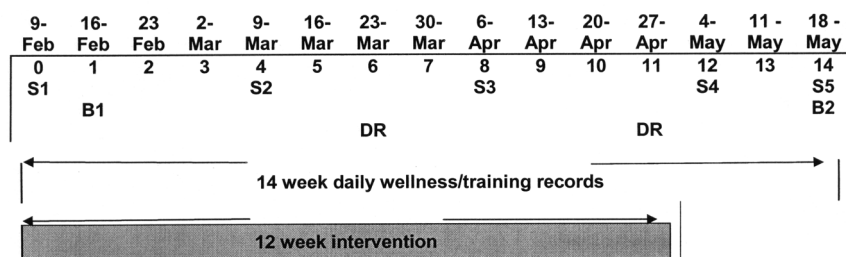 9- 16- 23 2- 9- 16- 23- 30- 6- 13- 20- 27- 4- 11 - 18 -
Feb Feb Feb Mar Mar Mar Mar Mar Apr Apr Apr Apr May May May
0 1 2 3 4 5 6 7 8 9 10 11 12 13 14
S1 S2 S3 S4 S5
B1 B2
DR DR
14 week daily wellness/training records
12 week intervention